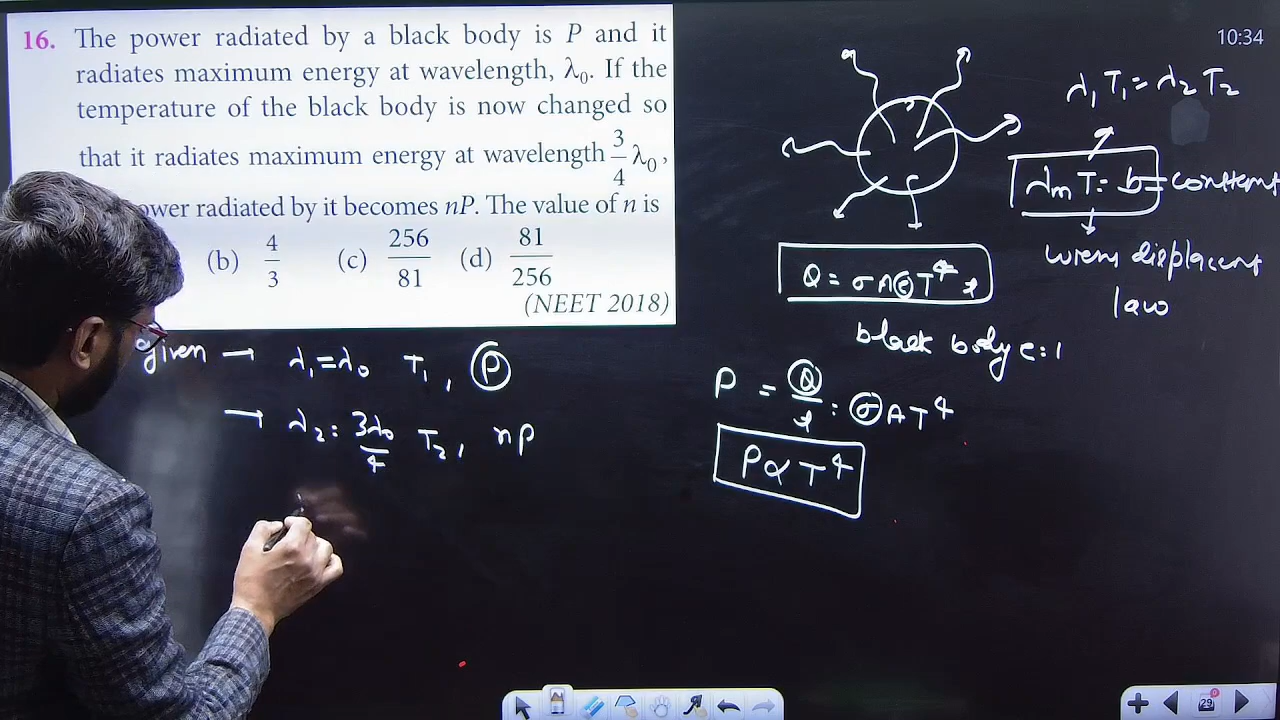 16. The power radiated by a black body is P and it
radiates maximum energy at wavelength, λ₀. If the
temperature of the black body is now changed so
that it radiates maximum energy at wavelength 3/4 λ₀,
ower radiated by it becomes nP. The value of n is
(b) 4/3 (c) 256/81 (d) 81/256
(NEET 2018)
given → λ₁=λ₀ T₁, P
→ λ₂: 3λ₀/4 T₂, nP
10:34
λ₁T₁=λ₂T₂
λₘT= b=constant
wiens displacent
law
Q = σAeT⁴t
black body e:1
P = Q/t : σAT⁴
P∝T⁴
29